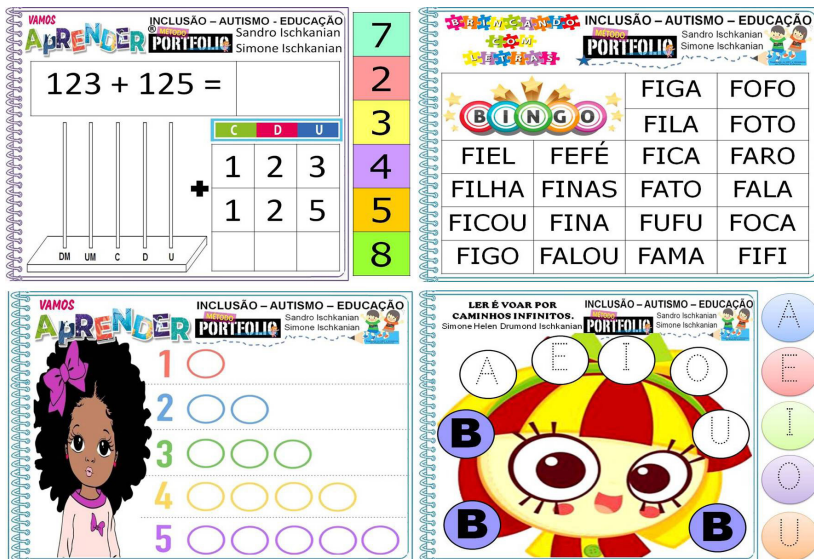 VAMOS
APRENDER®
INCLUSÃO – AUTISMO - EDUCAÇÃO
MÉTODO
PORTFOLIO
Sandro Ischkanian
Simone Ischkanian
123 + 125 =
C D U
1 2 3
+
1 2 5
DM UM C D U
7
2
3
4
5
8
BRINCANDO
COM
LETRAS
INCLUSÃO – AUTISMO – EDUCAÇÃO
MÉTODO
PORTFOLIO
Sandro Ischkanian
Simone Ischkanian
BINGO
FIGA FOFO
FILA FOTO
FIEL FEFÉ FICA FARO
FILHA FINAS FATO FALA
FICOU FINA FUFU FOCA
FIGO FALOU FAMA FIFI
VAMOS
APRENDER
INCLUSÃO – AUTISMO – EDUCAÇÃO
MÉTODO
PORTFOLIO
Sandro Ischkanian
Simone Ischkanian
1
2
3
4
5
LER É VOAR POR
CAMINHOS INFINITOS.
Simone Helen Drumond Ischkanian
INCLUSÃO – AUTISMO – EDUCAÇÃO
MÉTODO
PORTFOLIO
Sandro Ischkanian
Simone Ischkanian
A E I O U
B
B B
A
E
I
O
U